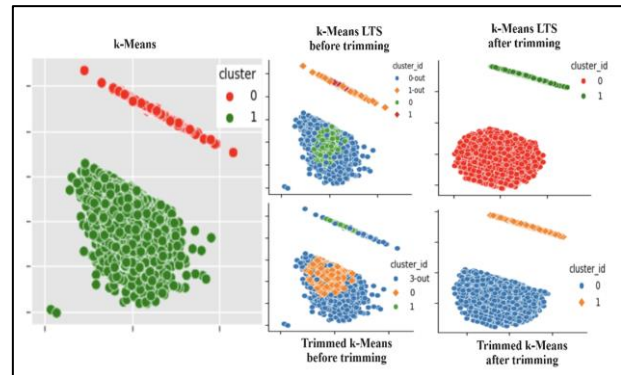 k-Means
cluster
0
1
k-Means LTS
before trimming
cluster_id
0-out
1-out
0
1
k-Means LTS
after trimming
cluster_id
0
1
cluster_id
3-out
0
1
Trimmed k-Means
before trimming
cluster_id
0
1
Trimmed k-Means
after trimming